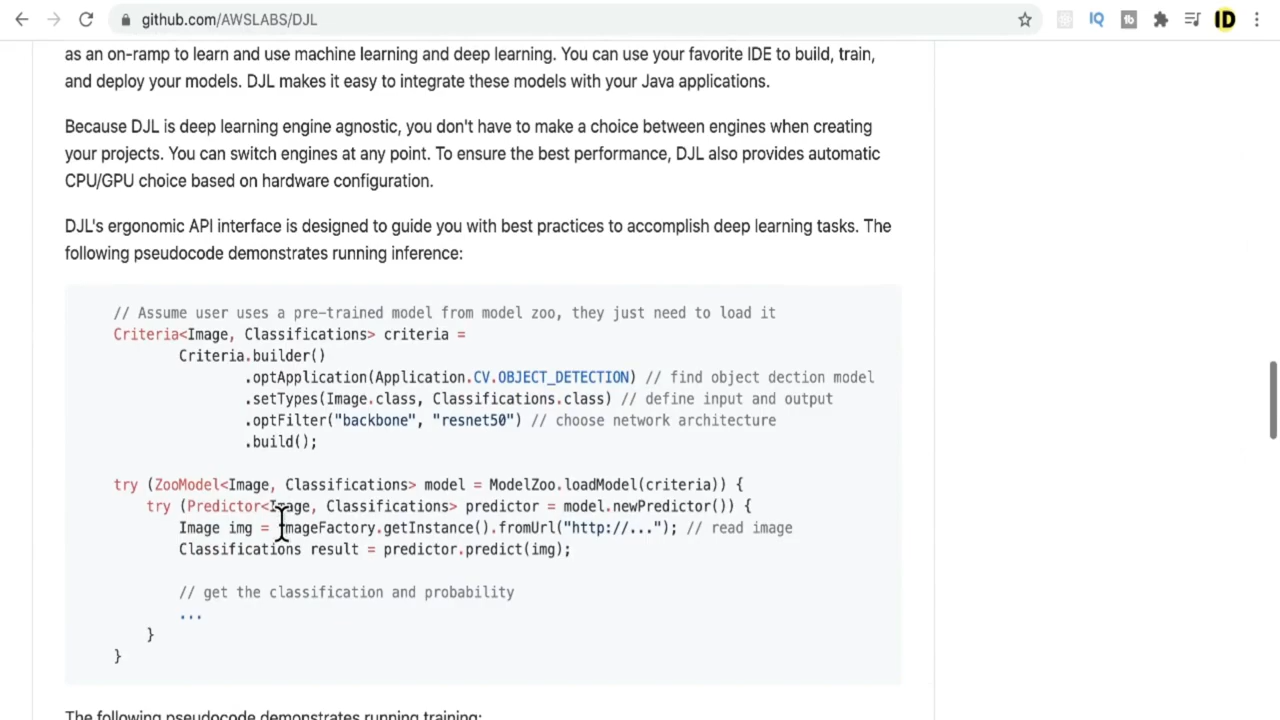 github.com/AWSLABS/DJL
IQ
tb
ID
as an on-ramp to learn and use machine learning and deep learning. You can use your favorite IDE to build, train,
and deploy your models. DJL makes it easy to integrate these models with your Java applications.
Because DJL is deep learning engine agnostic, you don't have to make a choice between engines when creating
your projects. You can switch engines at any point. To ensure the best performance, DJL also provides automatic
CPU/GPU choice based on hardware configuration.
DJL's ergonomic API interface is designed to guide you with best practices to accomplish deep learning tasks. The
following pseudocode demonstrates running inference:
// Assume user uses a pre-trained model from model zoo, they just need to load it
Criteria<Image, Classifications> criteria =
Criteria.builder()
.optApplication(Application.CV.OBJECT_DETECTION) // find object dection model
.setTypes(Image.class, Classifications.class) // define input and output
.optFilter("backbone", "resnet50") // choose network architecture
.build();
try (ZooModel<Image, Classifications> model = ModelZoo.loadModel(criteria)) {
try (Predictor<Image, Classifications> predictor = model.newPredictor()) {
Image img = ImageFactory.getInstance().fromUrl("http://..."); // read image
Classifications result = predictor.predict(img);
// get the classification and probability
...
}
}
The following pseudocode demonstrates running training: